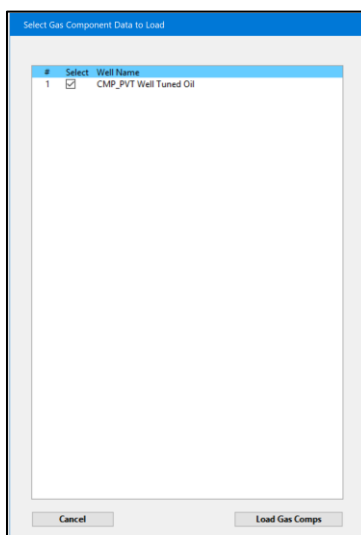 Select Gas Component Data to Load
# Select Well Name
1 CMP_PVT Well Tuned Oil
Cancel Load Gas Comps